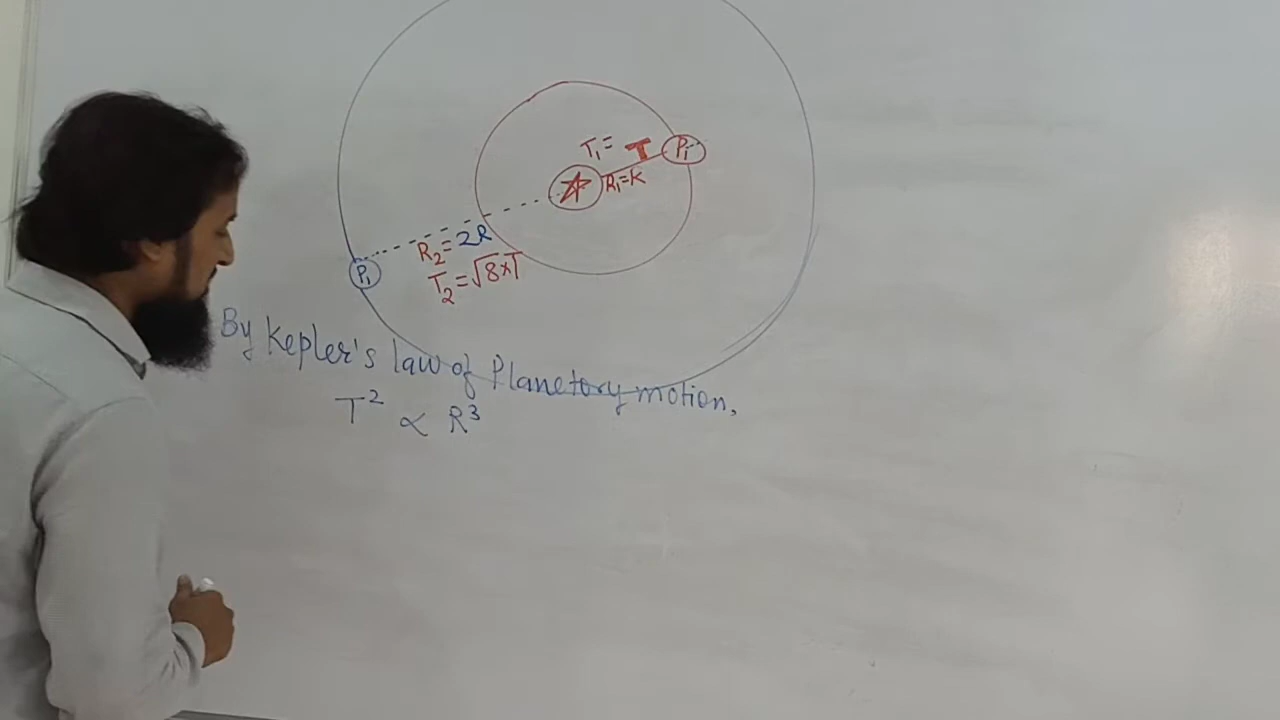 T₁= T
P₁
R₁=K
R₂=2R
T₂=√8×T
P₁
By Kepler's law of Planetory motion,
T² ∝ R³